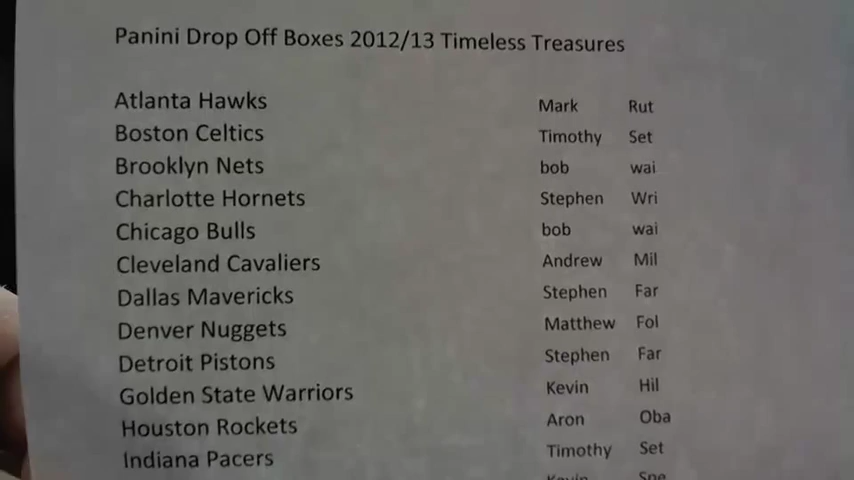 Panini Drop Off Boxes 2012/13 Timeless Treasures
Atlanta Hawks Mark Rut
Boston Celtics Timothy Set
Brooklyn Nets bob wai
Charlotte Hornets Stephen Wri
Chicago Bulls bob wai
Cleveland Cavaliers Andrew Mil
Dallas Mavericks Stephen Far
Denver Nuggets Matthew Fol
Detroit Pistons Stephen Far
Golden State Warriors Kevin Hil
Houston Rockets Aron Oba
Indiana Pacers Timothy Set